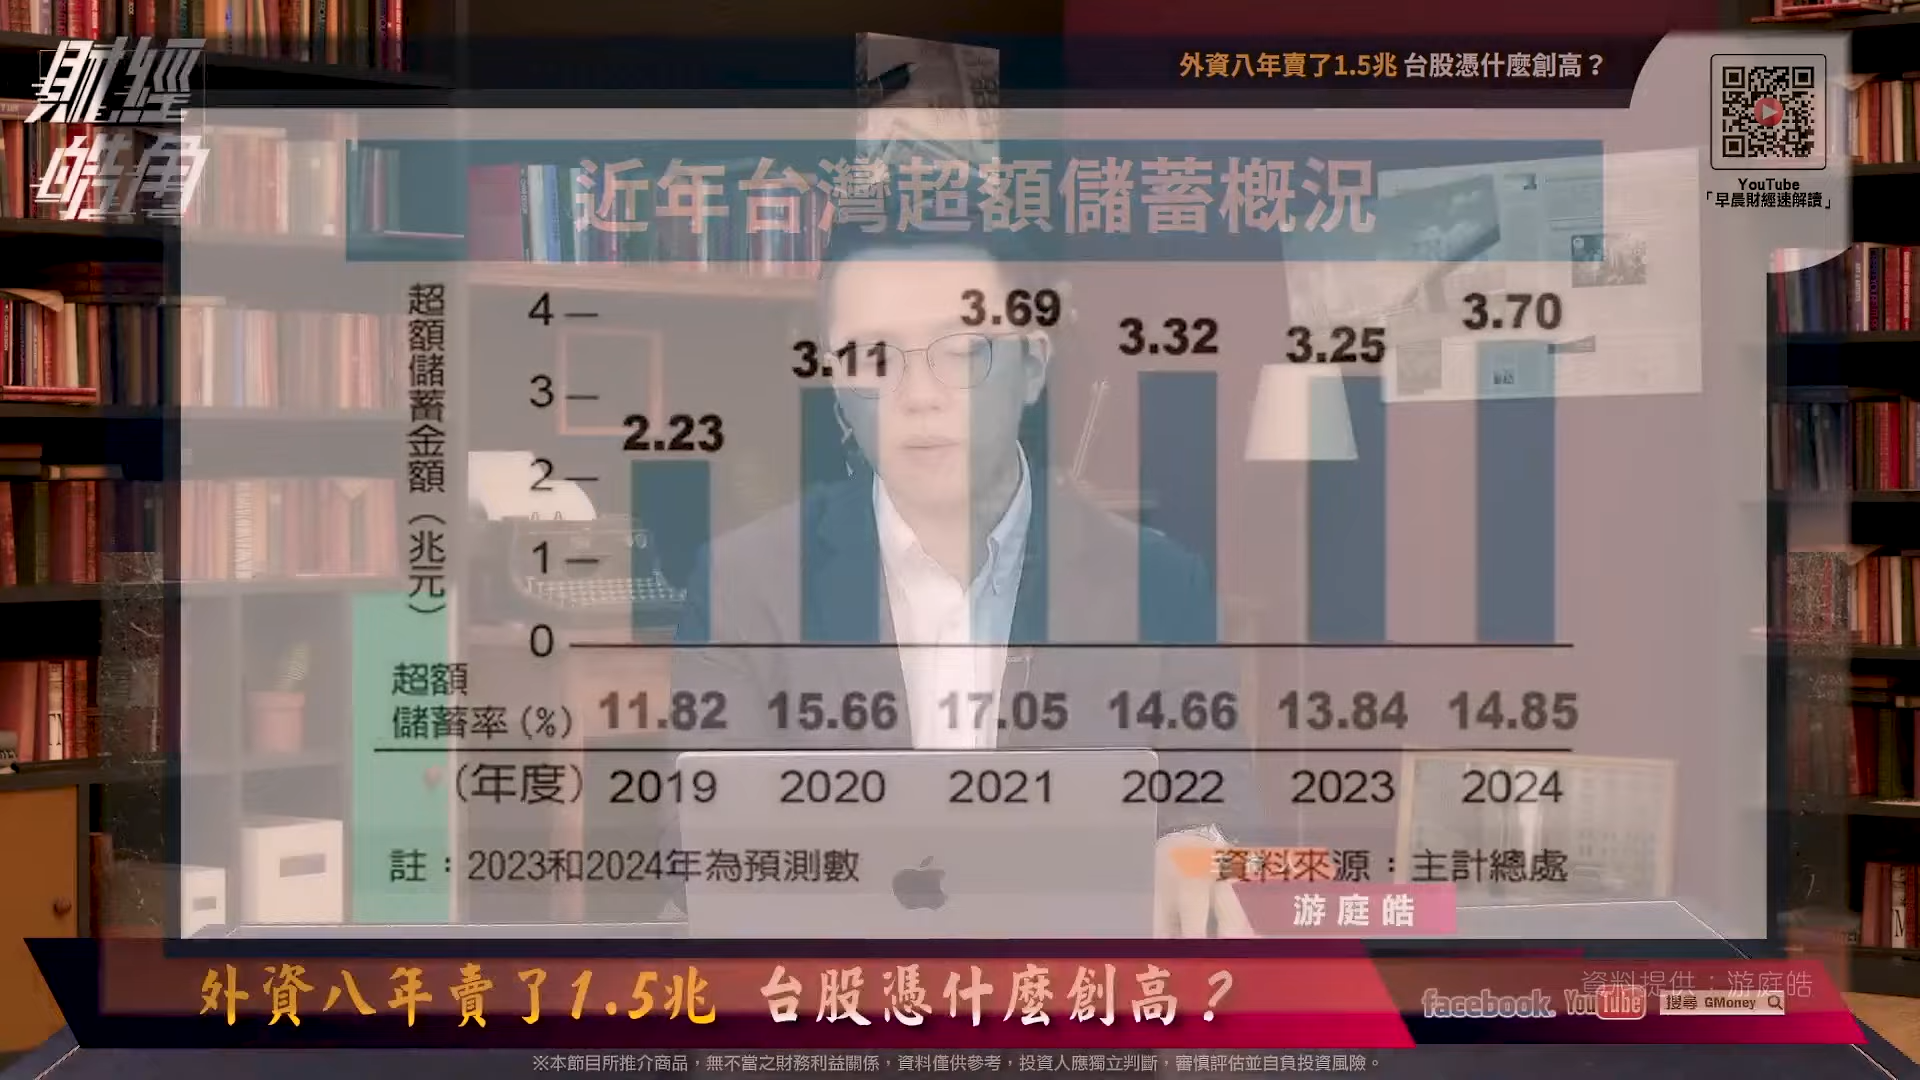 財經
皓角
外資八年賣了1.5兆 台股憑什麼創高？
YouTube
「早晨財經速解讀」
近年台灣超額儲蓄概況
超額儲蓄金額（兆元）
4
3
2
1
0
2.23
3.11
3.69
3.32
3.25
3.70
超額
儲蓄率(%) 11.82 15.66 17.05 14.66 13.84 14.85
（年度） 2019 2020 2021 2022 2023 2024
註：2023和2024年為預測數
資料來源：主計總處
游庭皓
外資八年賣了1.5兆 台股憑什麼創高？
資料提供：游庭皓
facebook. YouTube 搜尋 GMoney
※本節目所推介商品，無不當之財務利益關係，資料僅供參考，投資人應獨立判斷，審慎評估並自負投資風險。